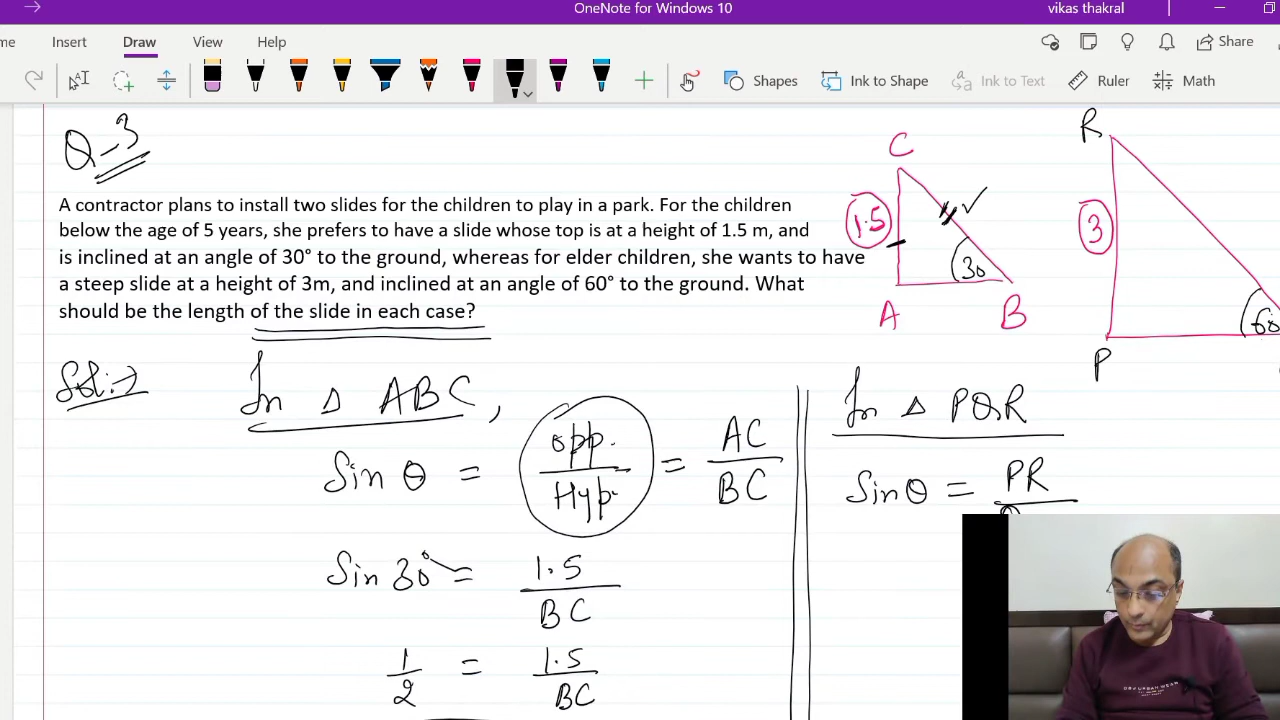 OneNote for Windows 10
vikas thakral
me Insert Draw View Help
Share
Shapes Ink to Shape Ink to Text Ruler Math
Q-3
A contractor plans to install two slides for the children to play in a park. For the children
below the age of 5 years, she prefers to have a slide whose top is at a height of 1.5 m, and
is inclined at an angle of 30° to the ground, whereas for elder children, she wants to have
a steep slide at a height of 3m, and inclined at an angle of 60° to the ground. What
should be the length of the slide in each case?
C
1.5
30
A B
R
3
60
P
Sol:-
In Δ ABC,
Sin θ = opp. / Hyp. = AC / BC
Sin 30° = 1.5 / BC
1/2 = 1.5 / BC
In Δ PQR
Sin θ = PR